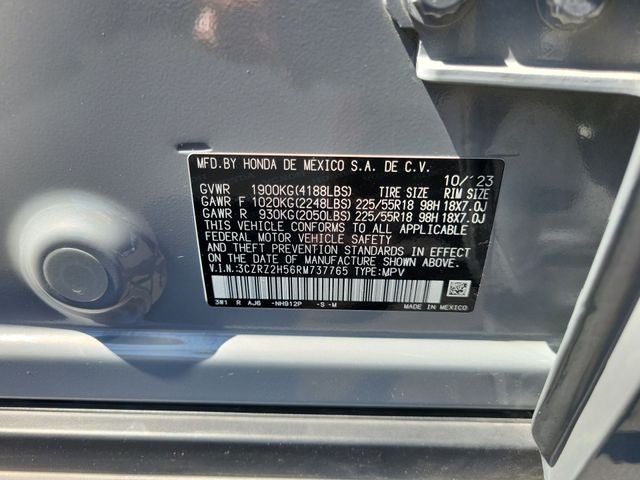 MFD.BY HONDA DE MÉXICO S.A. DE C.V.
10/'23
GVWR 1900KG(4188LBS) TIRE SIZE RIM SIZE
GAWR F 1020KG(2248LBS) 225/55R18 98H 18X7.0J
GAWR R 930KG(2050LBS) 225/55R18 98H 18X7.0J
THIS VEHICLE CONFORMS TO ALL APPLICABLE
FEDERAL MOTOR VEHICLE SAFETY
AND THEFT PREVENTION STANDARDS IN EFFECT
ON THE DATE OF MANUFACTURE SHOWN ABOVE.
V.I.N.:3CZRZ2H56RM737765 TYPE:MPV
3#1 R AJ6 -NH912P -S -M MADE IN MEXICO